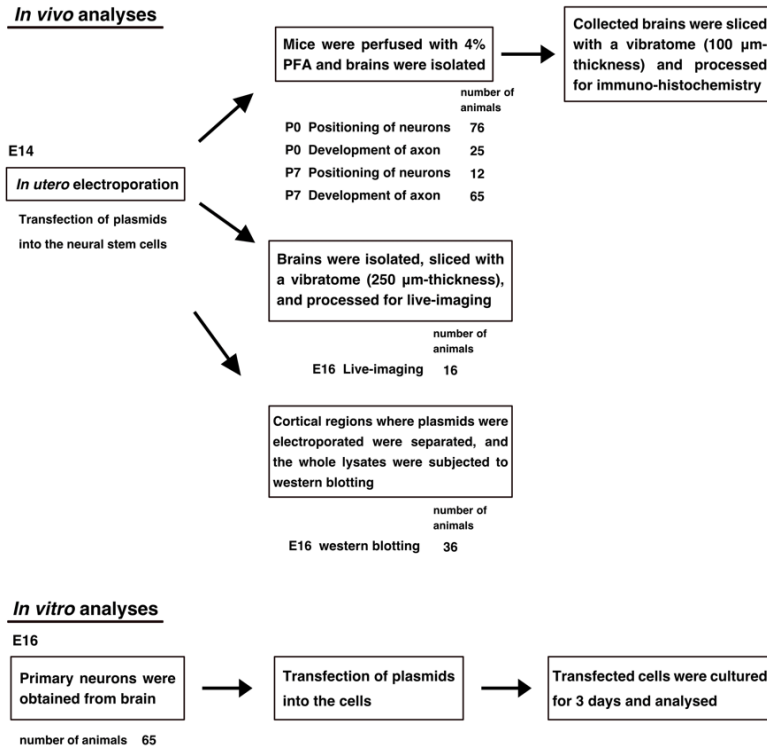 In vivo analyses
Mice were perfused with 4%
PFA and brains were isolated
Collected brains were sliced
with a vibratome (100 µm-
thickness) and processed
for immuno-histochemistry
number of
animals
P0 Positioning of neurons 76
P0 Development of axon 25
P7 Positioning of neurons 12
P7 Development of axon 65
E14
In utero electroporation
Transfection of plasmids
into the neural stem cells
Brains were isolated, sliced with
a vibratome (250 µm-thickness),
and processed for live-imaging
number of
animals
E16 Live-imaging 16
Cortical regions where plasmids were
electroporated were separated, and
the whole lysates were subjected to
western blotting
number of
animals
E16 western blotting 36
In vitro analyses
E16
Primary neurons were
obtained from brain
number of animals 65
Transfection of plasmids
into the cells
Transfected cells were cultured
for 3 days and analysed